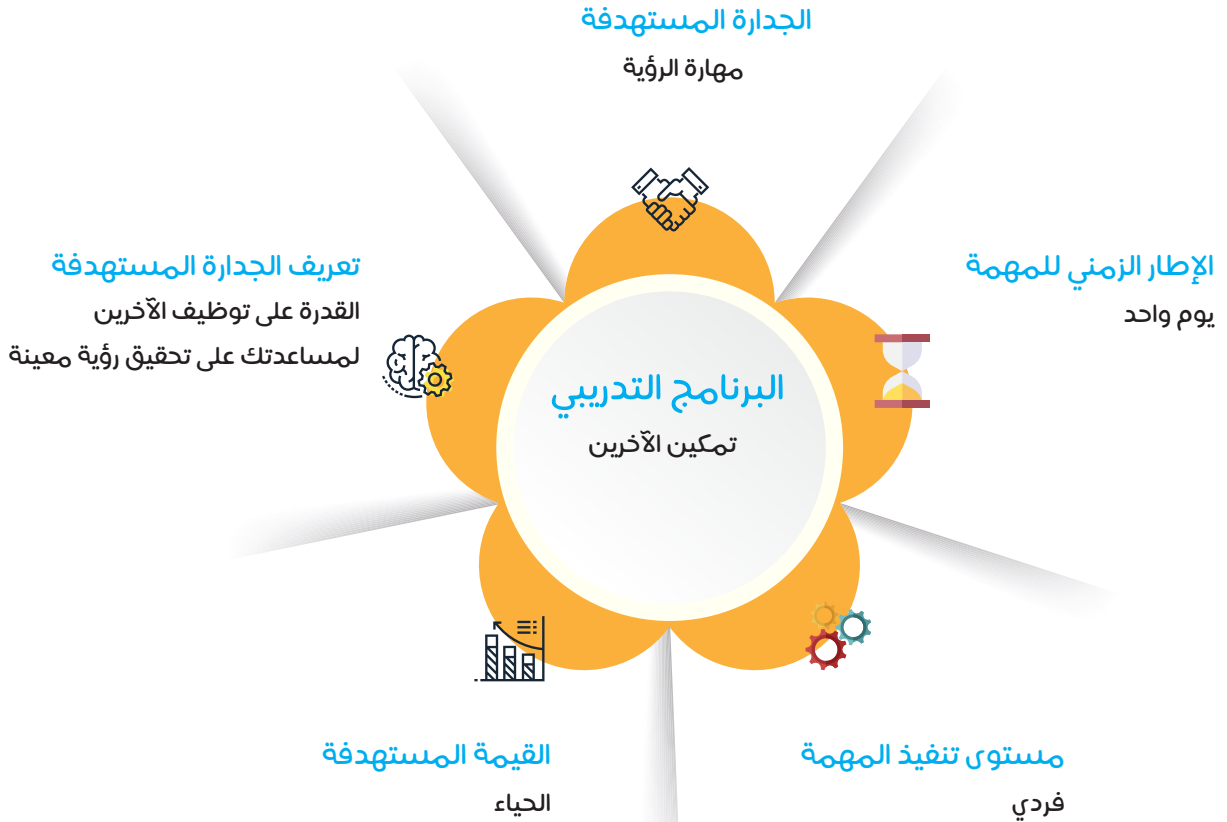 الجدارة المستهدفة
مهارة الرؤية
الإطار الزمني للمهمة
يوم واحد
تعريف الجدارة المستهدفة
القدرة على توظيف الآخرين
لمساعدتك على تحقيق رؤية معينة
البرنامج التدريبي
تمكين الآخرين
مستوى تنفيذ المهمة
فردي
القيمة المستهدفة
الحياء